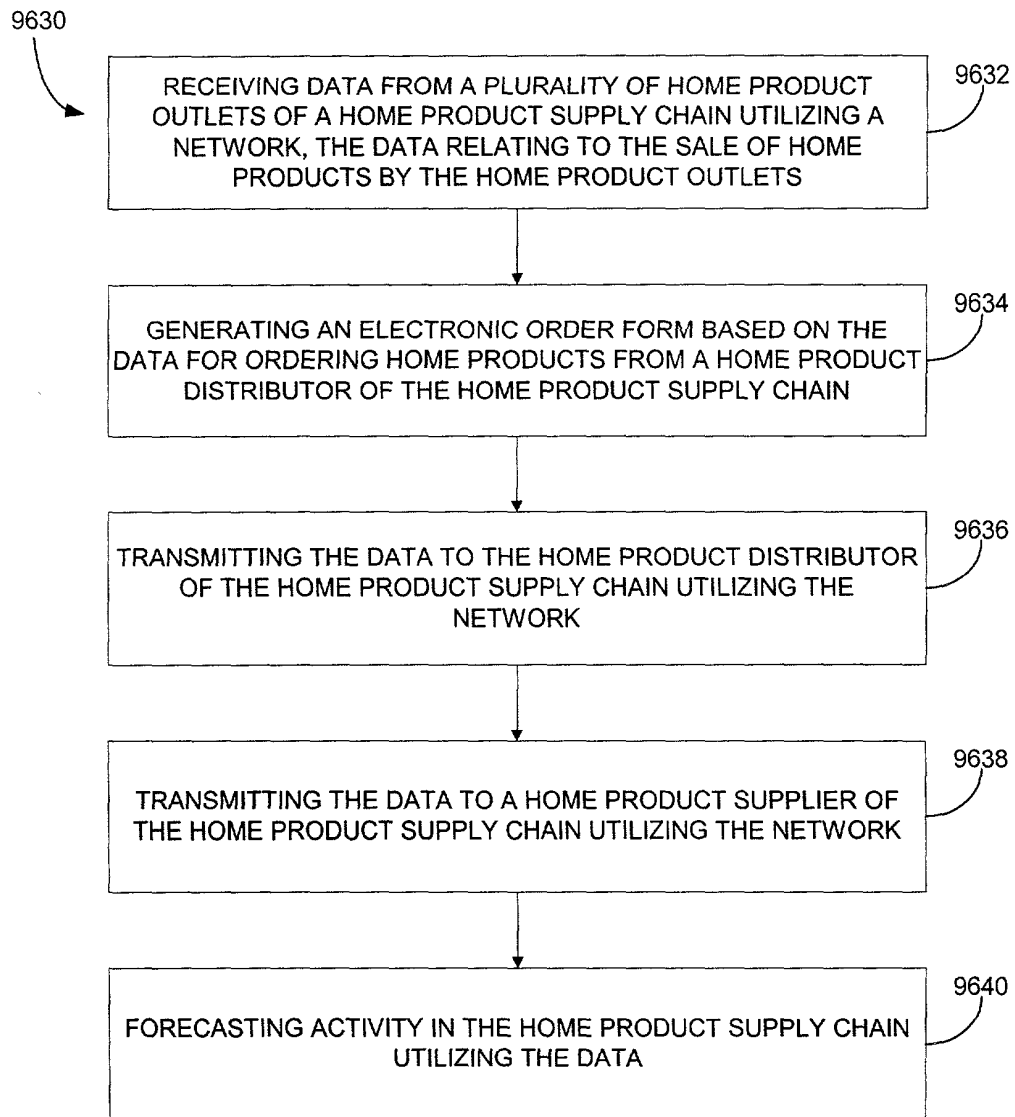 9630
RECEIVING DATA FROM A PLURALITY OF HOME PRODUCT
OUTLETS OF A HOME PRODUCT SUPPLY CHAIN UTILIZING A
NETWORK, THE DATA RELATING TO THE SALE OF HOME
PRODUCTS BY THE HOME PRODUCT OUTLETS
9632
GENERATING AN ELECTRONIC ORDER FORM BASED ON THE
DATA FOR ORDERING HOME PRODUCTS FROM A HOME PRODUCT
DISTRIBUTOR OF THE HOME PRODUCT SUPPLY CHAIN
9634
TRANSMITTING THE DATA TO THE HOME PRODUCT DISTRIBUTOR
OF THE HOME PRODUCT SUPPLY CHAIN UTILIZING THE
NETWORK
9636
TRANSMITTING THE DATA TO A HOME PRODUCT SUPPLIER OF
THE HOME PRODUCT SUPPLY CHAIN UTILIZING THE NETWORK
9638
FORECASTING ACTIVITY IN THE HOME PRODUCT SUPPLY CHAIN
UTILIZING THE DATA
9640